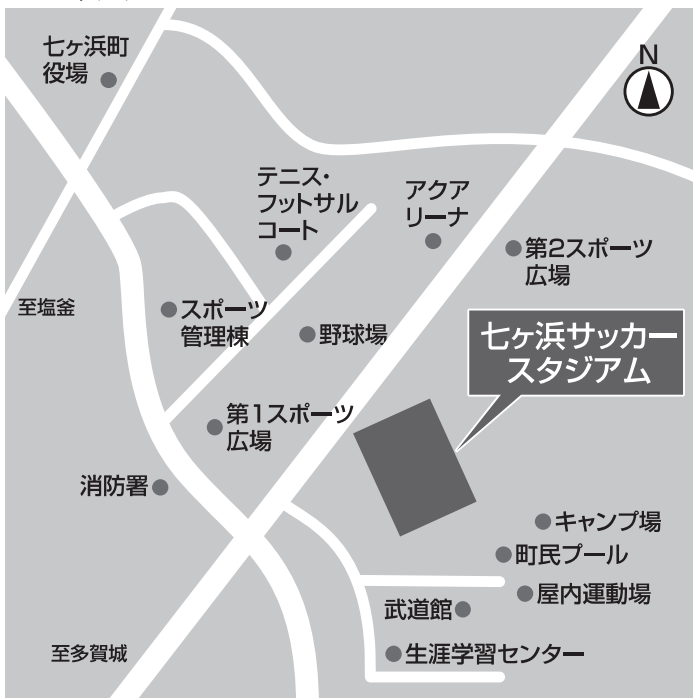 七ヶ浜町
役場
N
テニス・
フットサル
コート
アクア
リーナ
第2スポーツ
広場
至塩釜
スポーツ
管理棟
野球場
七ヶ浜サッカー
スタジアム
第1スポーツ
広場
消防署
キャンプ場
町民プール
屋内運動場
武道館
至多賀城
生涯学習センター